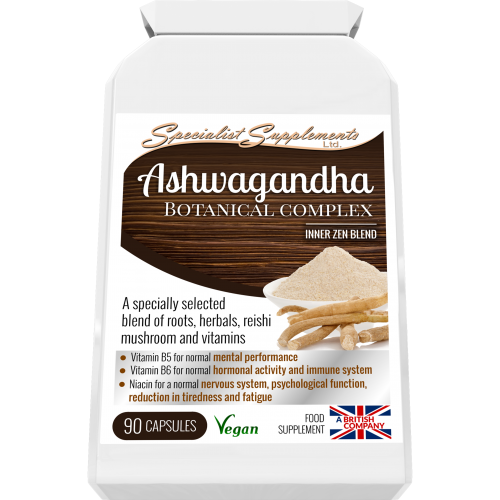 Specialist Supplements
Ltd.
Ashwagandha
BOTANICAL COMPLEX
INNER ZEN BLEND
A specially selected
blend of roots, herbals, reishi
mushroom and vitamins
• Vitamin B5 for normal mental performance
• Vitamin B6 for normal hormonal activity and immune system
• Niacin for a normal nervous system, psychological function,
reduction in tiredness and fatigue
90 CAPSULES
Vegan
FOOD
SUPPLEMENT
A BRITISH
COMPANY